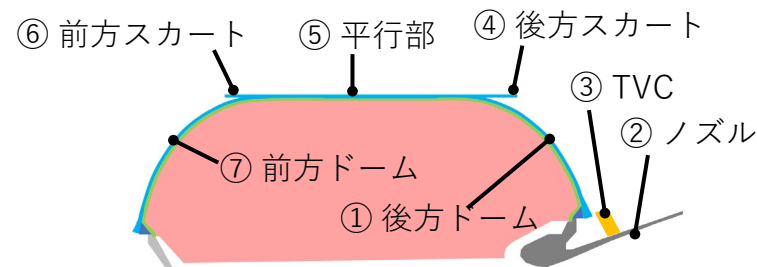 ⑥ 前方スカート
⑤ 平行部
④ 後方スカート
③ TVC
② ノズル
⑦ 前方ドーム
① 後方ドーム